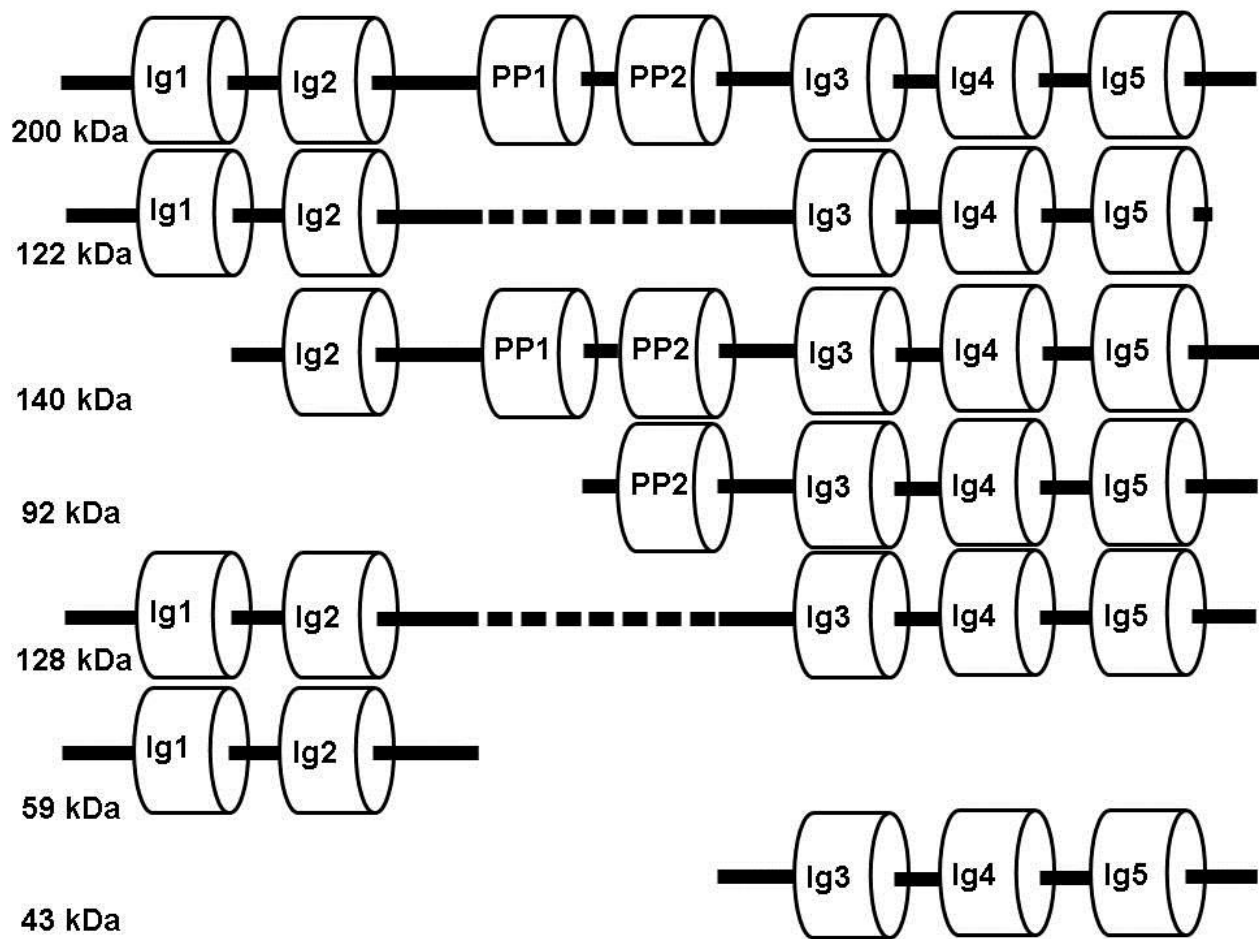 Ig1 Ig2 PP1 PP2 Ig3 Ig4 Ig5
200 kDa
Ig1 Ig2 Ig3 Ig4 Ig5
122 kDa
Ig2 PP1 PP2 Ig3 Ig4 Ig5
140 kDa
PP2 Ig3 Ig4 Ig5
92 kDa
Ig1 Ig2 Ig3 Ig4 Ig5
128 kDa
Ig1 Ig2
59 kDa
Ig3 Ig4 Ig5
43 kDa